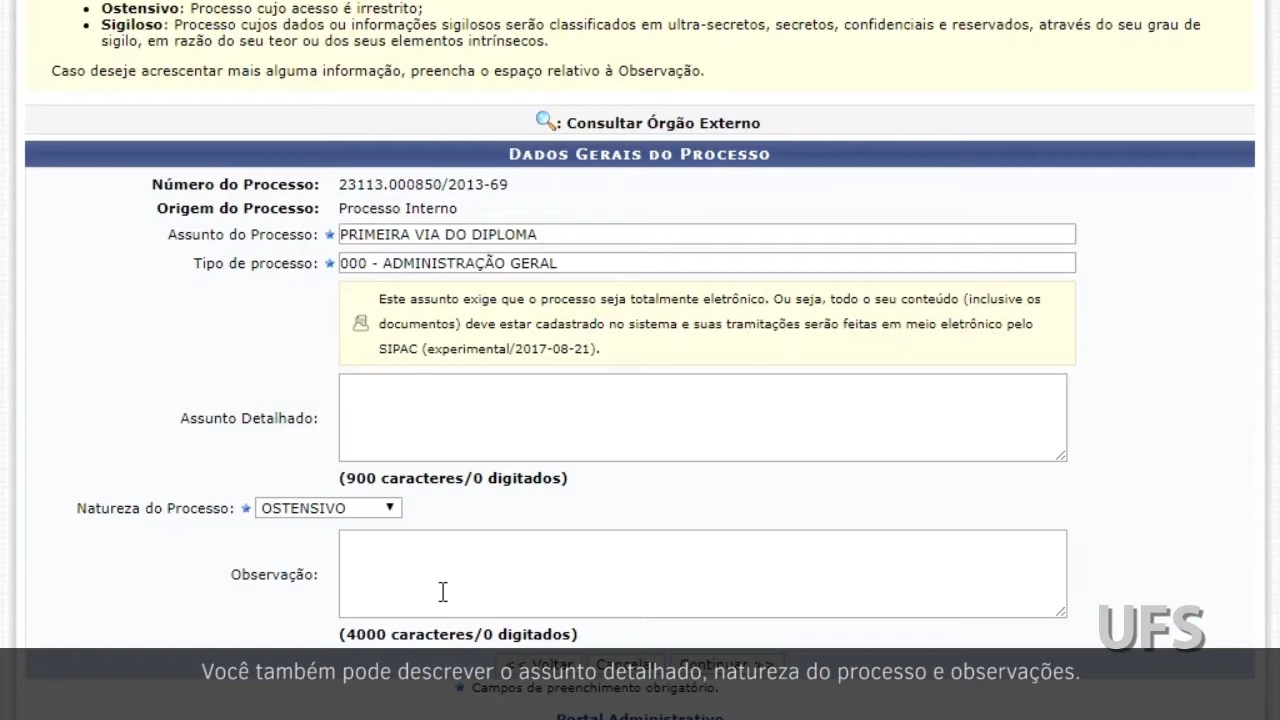 Ostensivo: Processo cujo acesso é irrestrito;
Sigiloso: Processo cujos dados ou informações sigilosos serão classificados em ultra-secretos, secretos, confidenciais e reservados, através do seu grau de
sigilo, em razão do seu teor ou dos seus elementos intrínsecos.
Caso deseje acrescentar mais alguma informação, preencha o espaço relativo à Observação.
: Consultar Órgão Externo
Dados Gerais do Processo
Número do Processo: 23113.000850/2013-69
Origem do Processo: Processo Interno
Assunto do Processo: PRIMEIRA VIA DO DIPLOMA
Tipo de processo: 000 - ADMINISTRAÇÃO GERAL
Este assunto exige que o processo seja totalmente eletrônico. Ou seja, todo o seu conteúdo (inclusive os
documentos) deve estar cadastrado no sistema e suas tramitações serão feitas em meio eletrônico pelo
SIPAC (experimental/2017-08-21).
Assunto Detalhado:
(900 caracteres/0 digitados)
Natureza do Processo: OSTENSIVO
Observação:
(4000 caracteres/0 digitados)
UFS
<< Voltar Cancelar Continuar >>
Você também pode descrever o assunto detalhado, natureza do processo e observações.
Campos de preenchimento obrigatório.
Portal Administrativo